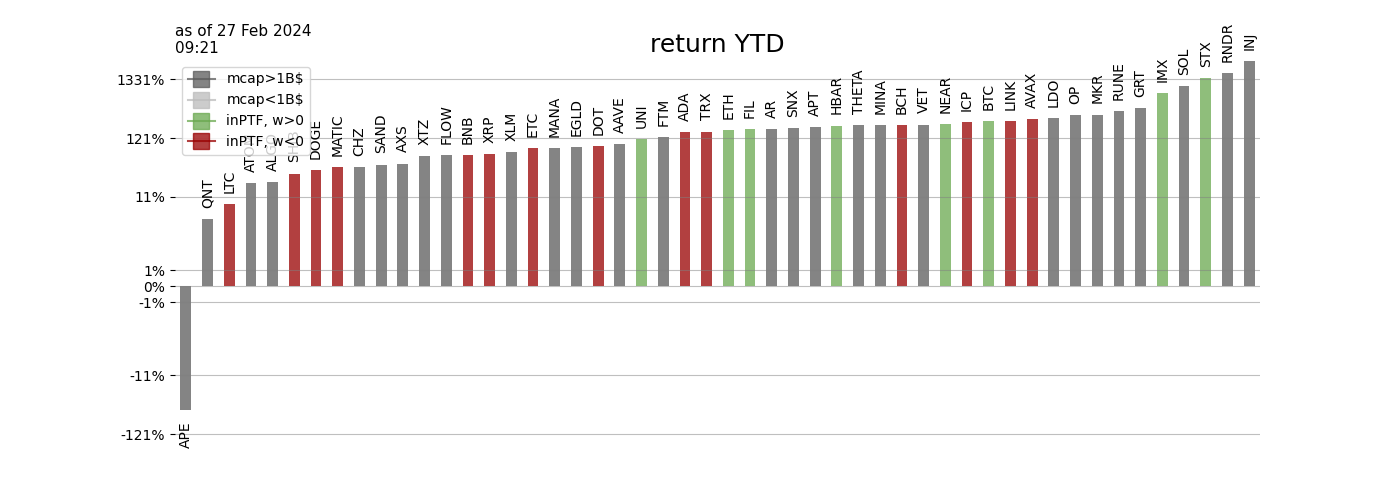 as of 27 Feb 2024
09:21
return YTD
mcap>1B$
mcap<1B$
inPTF, w>0
inPTF, w<0
1331%
121%
11%
1%
0%
-1%
-11%
-121%
APE
QNT
LTC
DOGE
MATIC
CHZ
SAND
AXS
XTZ
FLOW
BNB
XRP
XLM
ETC
MANA
EGLD
DOT
AAVE
UNI
FTM
ADA
TRX
ETH
FIL
AR
SNX
APT
HBAR
THETA
MINA
BCH
VET
NEAR
ICP
BTC
LINK
AVAX
LDO
OP
MKR
RUNE
GRT
IMX
SOL
STX
RNDR
INJ